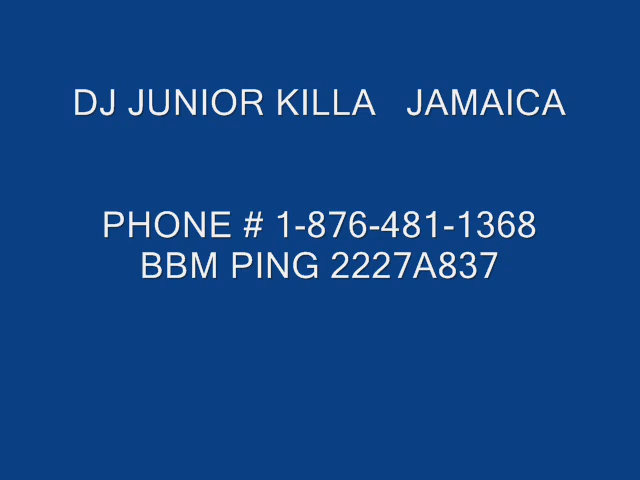 DJ JUNIOR KILLA   JAMAICA
PHONE # 1-876-481-1368
BBM PING 2227A837